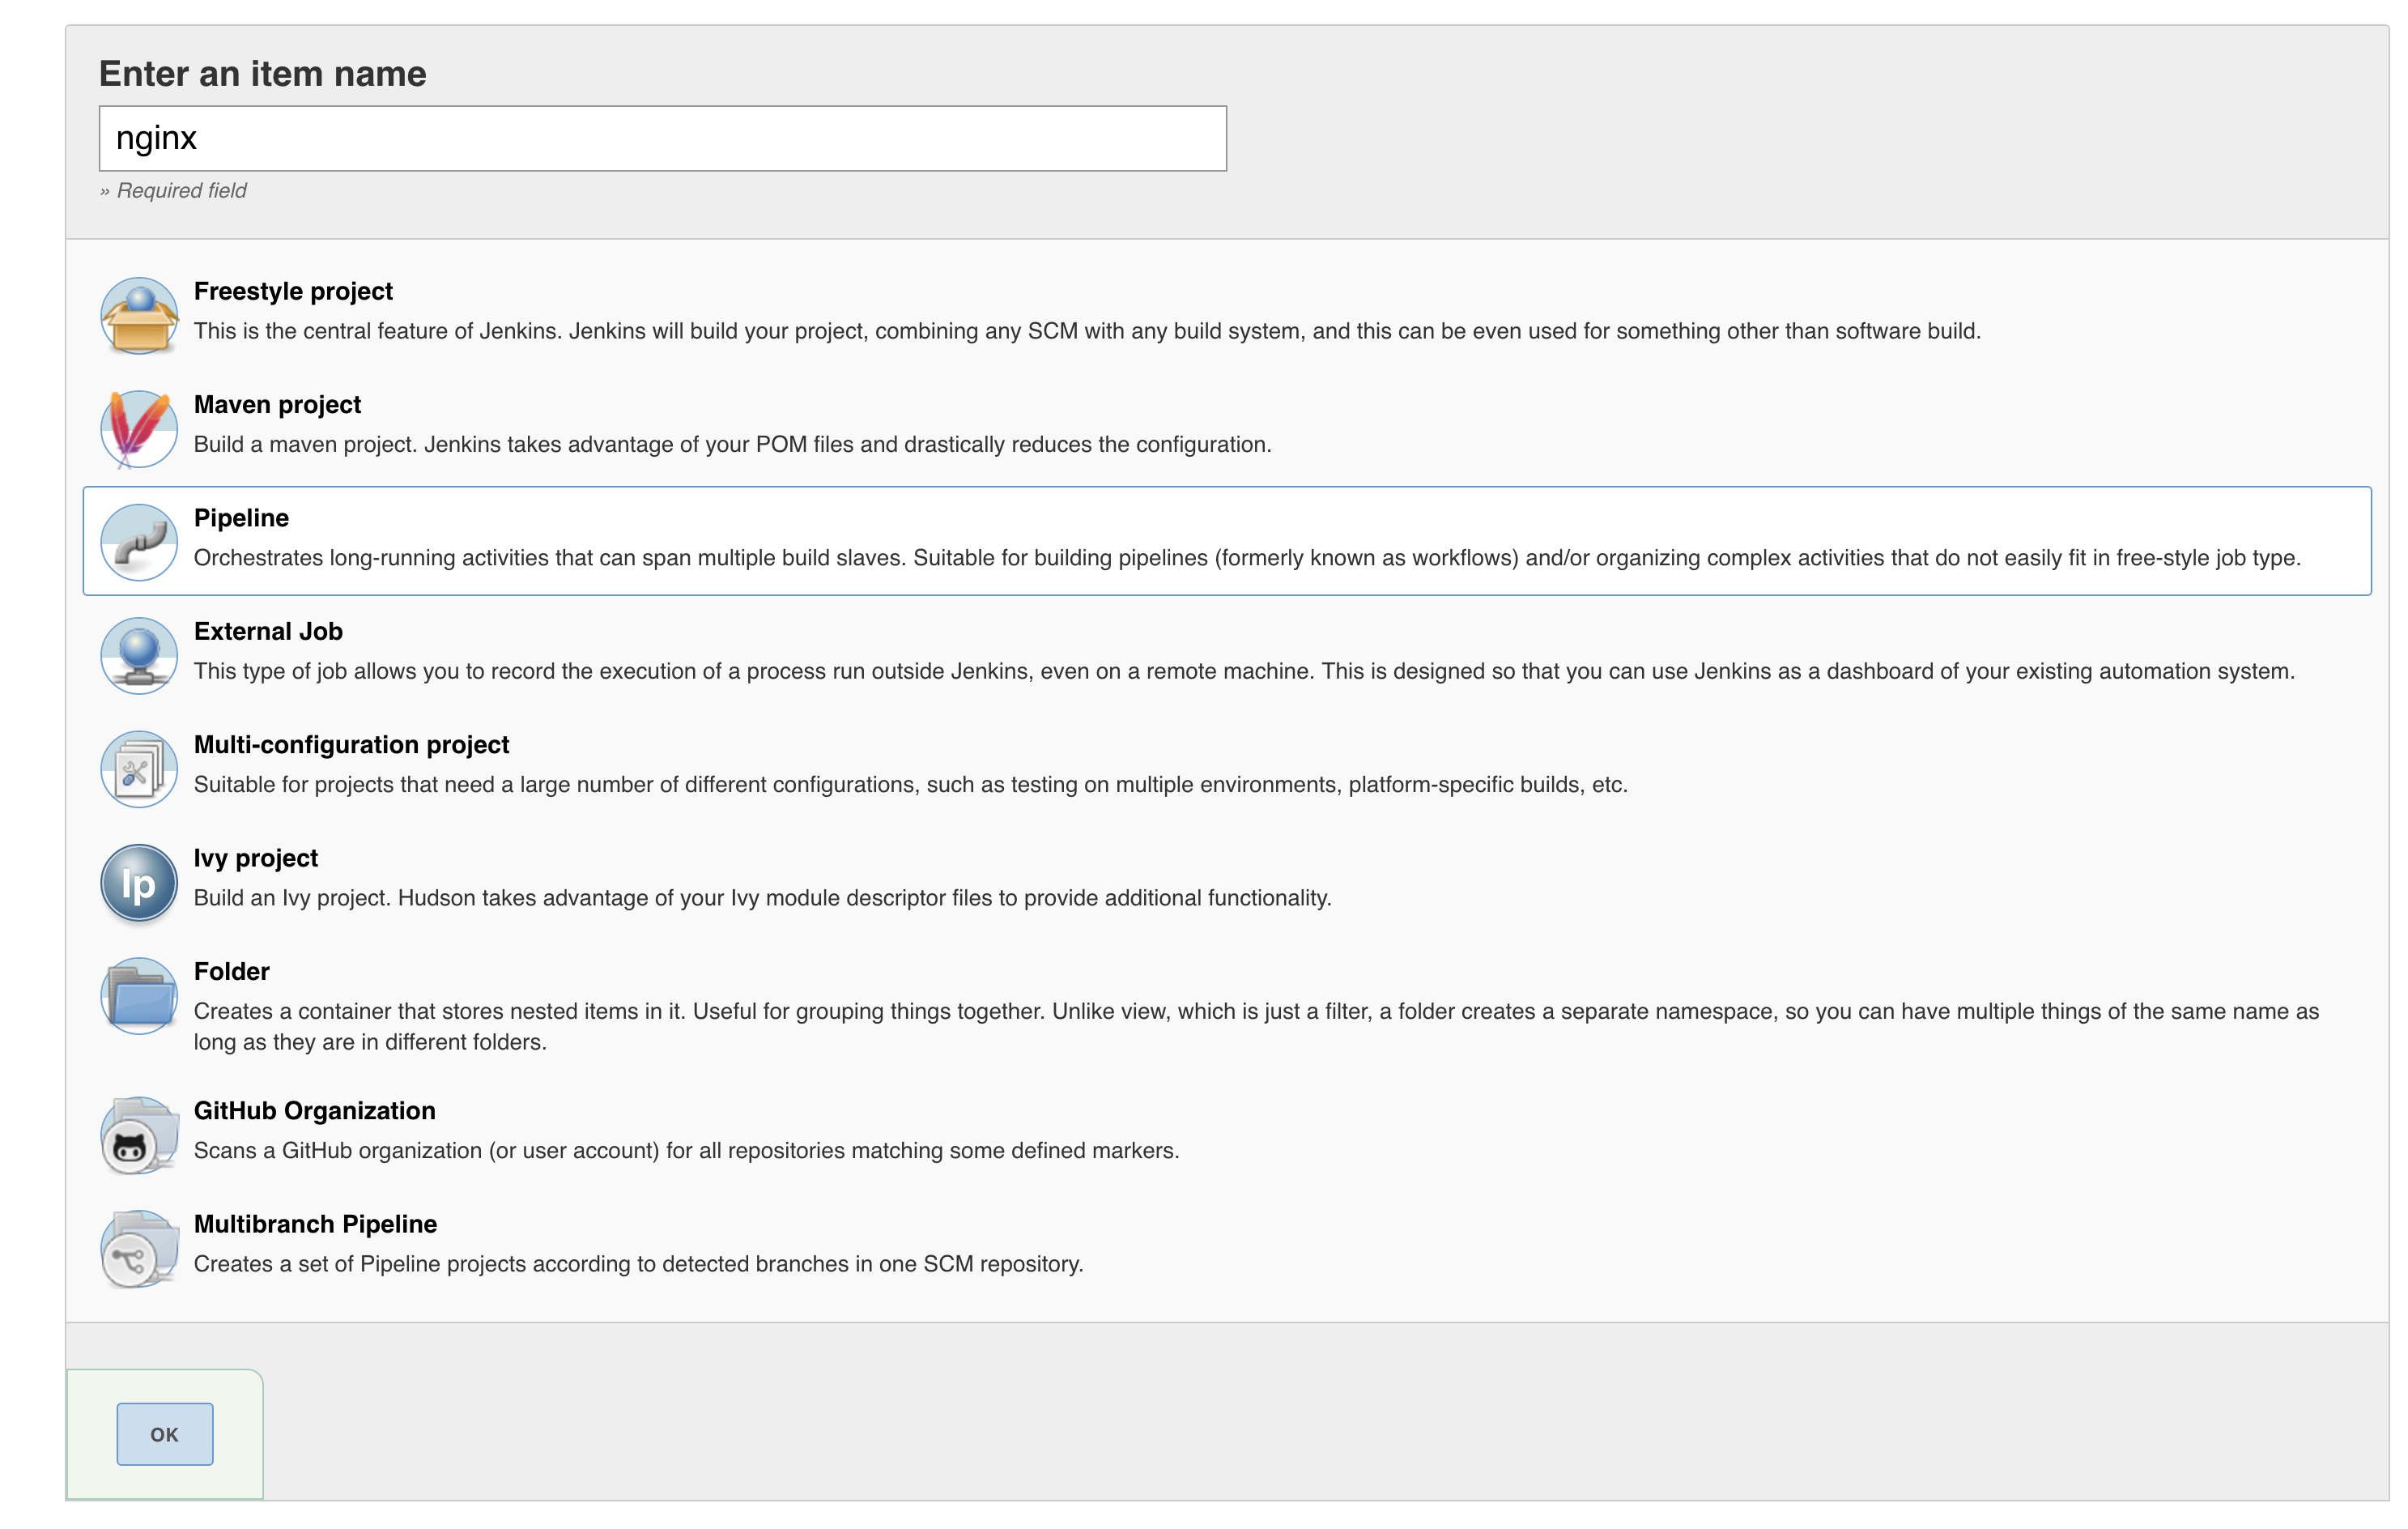 Enter an item name
nginx
» Required field
Freestyle project
This is the central feature of Jenkins. Jenkins will build your project, combining any SCM with any build system, and this can be even used for something other than software build.
Maven project
Build a maven project. Jenkins takes advantage of your POM files and drastically reduces the configuration.
Pipeline
Orchestrates long-running activities that can span multiple build slaves. Suitable for building pipelines (formerly known as workflows) and/or organizing complex activities that do not easily fit in free-style job type.
External Job
This type of job allows you to record the execution of a process run outside Jenkins, even on a remote machine. This is designed so that you can use Jenkins as a dashboard of your existing automation system.
Multi-configuration project
Suitable for projects that need a large number of different configurations, such as testing on multiple environments, platform-specific builds, etc.
Ip
Ivy project
Build an Ivy project. Hudson takes advantage of your Ivy module descriptor files to provide additional functionality.
Folder
Creates a container that stores nested items in it. Useful for grouping things together. Unlike view, which is just a filter, a folder creates a separate namespace, so you can have multiple things of the same name as
long as they are in different folders.
GitHub Organization
Scans a GitHub organization (or user account) for all repositories matching some defined markers.
Multibranch Pipeline
Creates a set of Pipeline projects according to detected branches in one SCM repository.
OK